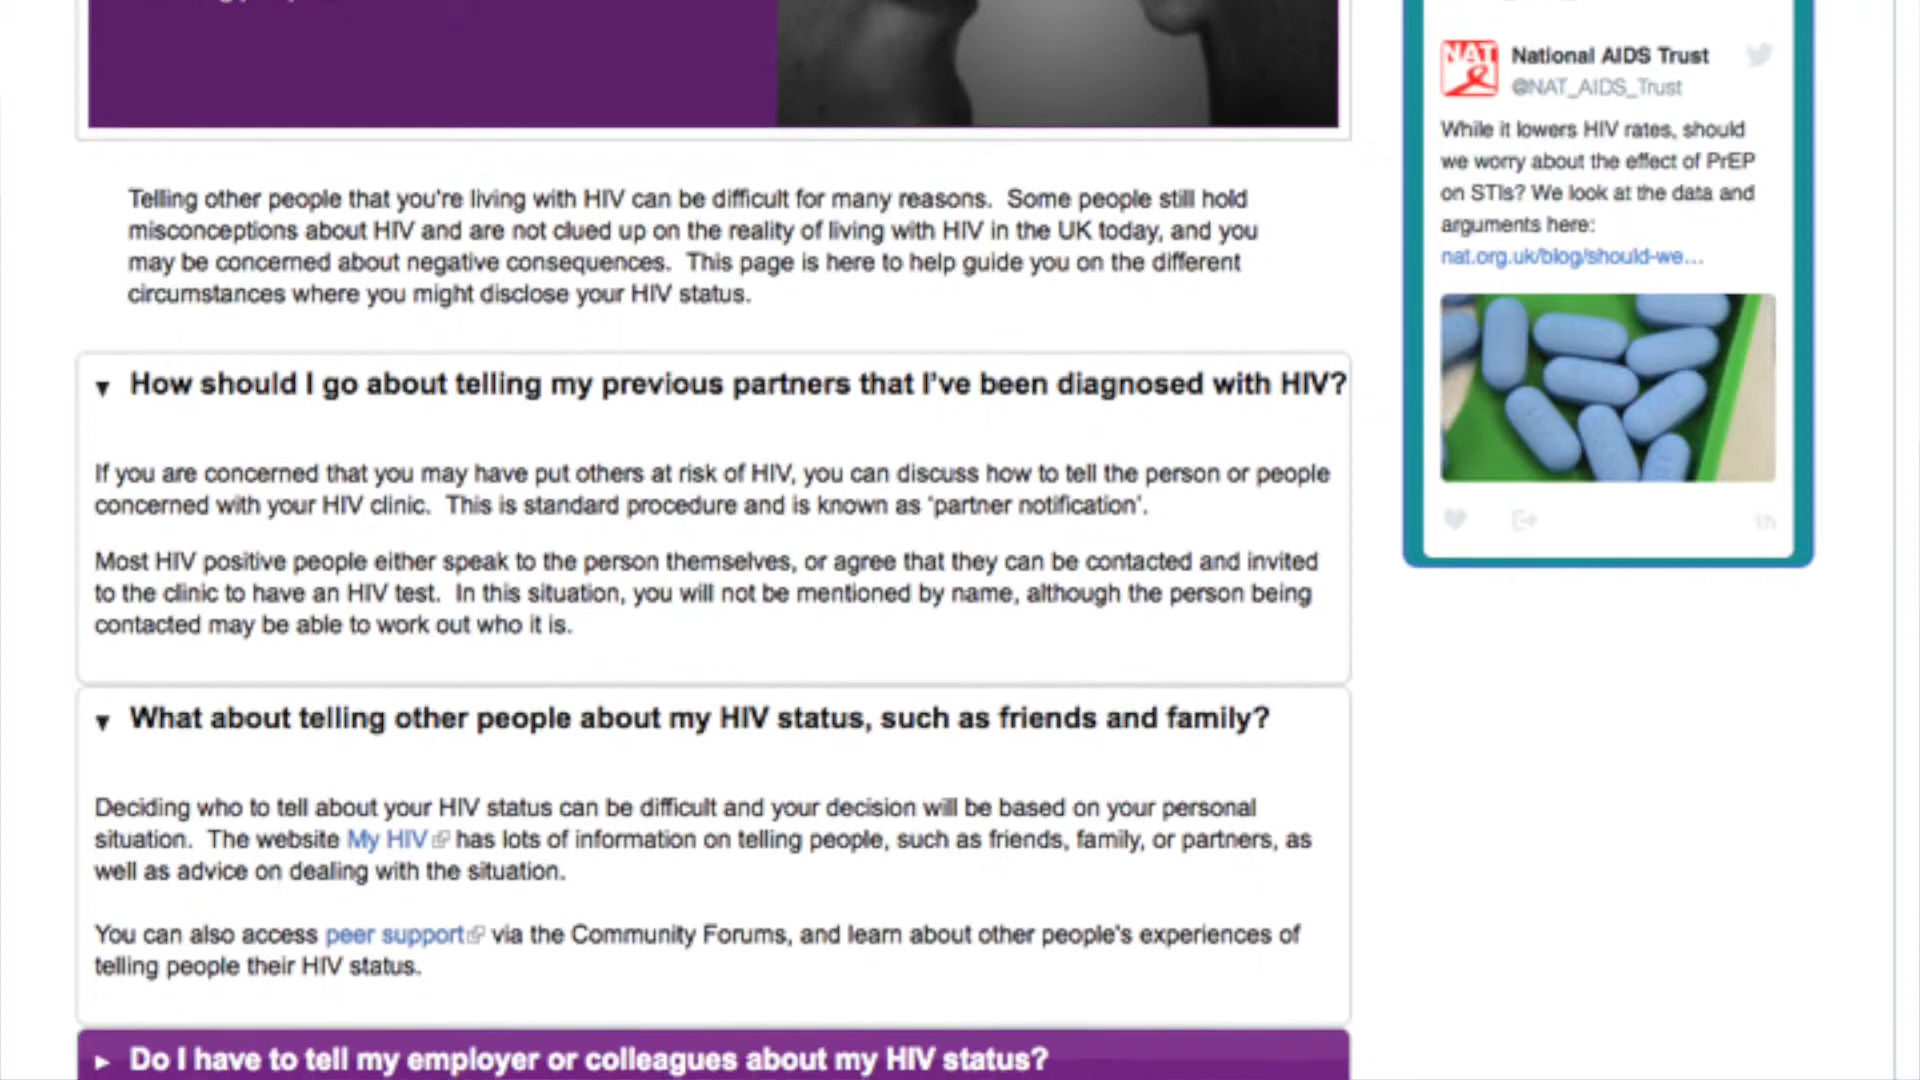 Telling other people that you're living with HIV can be difficult for many reasons. Some people still hold
misconceptions about HIV and are not clued up on the reality of living with HIV in the UK today, and you
may be concerned about negative consequences. This page is here to help guide you on the different
circumstances where you might disclose your HIV status.
How should I go about telling my previous partners that I've been diagnosed with HIV?
If you are concerned that you may have put others at risk of HIV, you can discuss how to tell the person or people
concerned with your HIV clinic. This is standard procedure and is known as 'partner notification'.
Most HIV positive people either speak to the person themselves, or agree that they can be contacted and invited
to the clinic to have an HIV test. In this situation, you will not be mentioned by name, although the person being
contacted may be able to work out who it is.
What about telling other people about my HIV status, such as friends and family?
Deciding who to tell about your HIV status can be difficult and your decision will be based on your personal
situation. The website My HIV has lots of information on telling people, such as friends, family, or partners, as
well as advice on dealing with the situation.
You can also access peer support via the Community Forums, and learn about other people's experiences of
telling people their HIV status.
Do I have to tell my employer or colleagues about my HIV status?
NAT
National AIDS Trust
@NAT_AIDS_Trust
While it lowers HIV rates, should
we worry about the effect of PrEP
on STIs? We look at the data and
arguments here:
nat.org.uk/blog/should-we...
1h